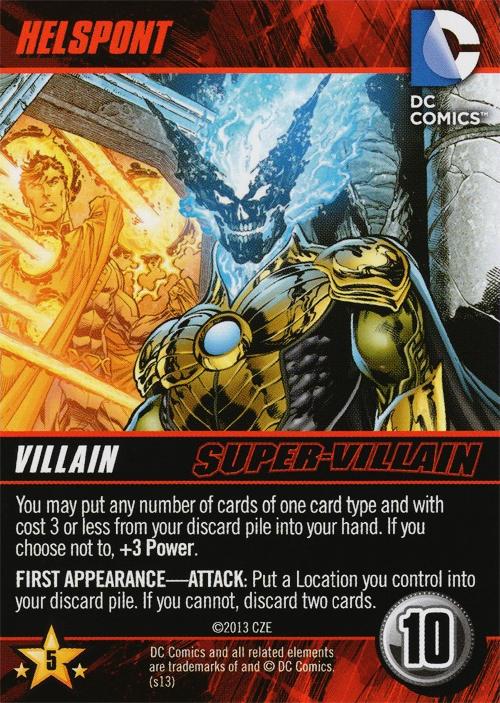 HELSPONT
DC
DC
COMICS™
VILLAIN
SUPER-VILLAIN
You may put any number of cards of one card type and with
cost 3 or less from your discard pile into your hand. If you
choose not to, +3 Power.
FIRST APPEARANCE—ATTACK: Put a Location you control into
your discard pile. If you cannot, discard two cards.
©2013 CZE
10
5
DC Comics and all related elements
are trademarks of and © DC Comics.
(s13)